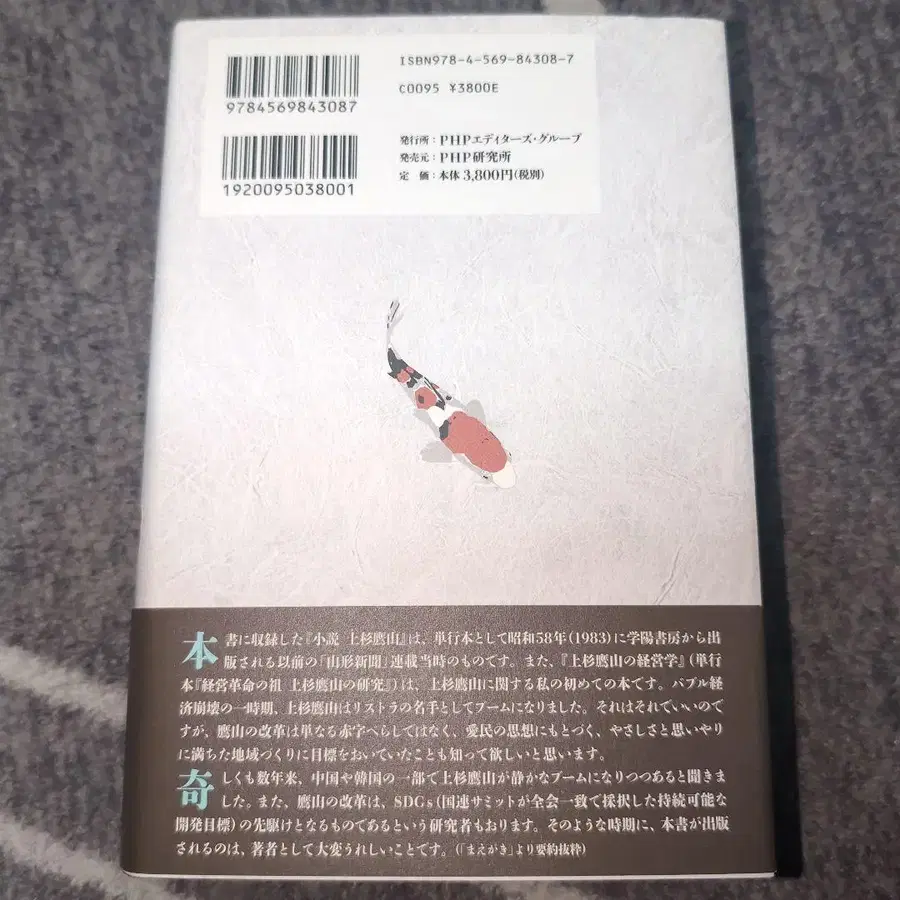 ISBN978-4-569-84308-7
C0095 ¥3800E
9784569843087
発行所：PHPエディターズ・グループ
発売元：PHP研究所
定　価：本体3,800円(税別)
1920095038001
本書に収録した『小説 上杉鷹山』は、単行本として昭和58年(1983)に学陽書房から出
版される以前の「山形新聞」連載当時のものです。また、『上杉鷹山の経営学』(単行
本『経営革命の祖 上杉鷹山の研究』)は、上杉鷹山に関する私の初めての本です。バブル経
済崩壊の一時期、上杉鷹山はリストラの名手としてブームになりました。それはそれでいいので
すが、鷹山の改革は単なる赤字へらしてはなく、愛民の思想にもとづく、やさしさと思いやり
に満ちた地域づくりに目標をおいていたことも知って欲しいと思います。
奇しくも数年来、中国や韓国の一部で上杉鷹山が静かなブームになりつつあると聞きま
した。また、鷹山の改革は、SDGs(国連サミットが全会一致で採択した持続可能な
開発目標)の先駆けとなるものであるという研究者もおります。そのような時期に、本書が出版
されるのは、著者として大変うれしいことです。(「まえがき」より要約抜粋)